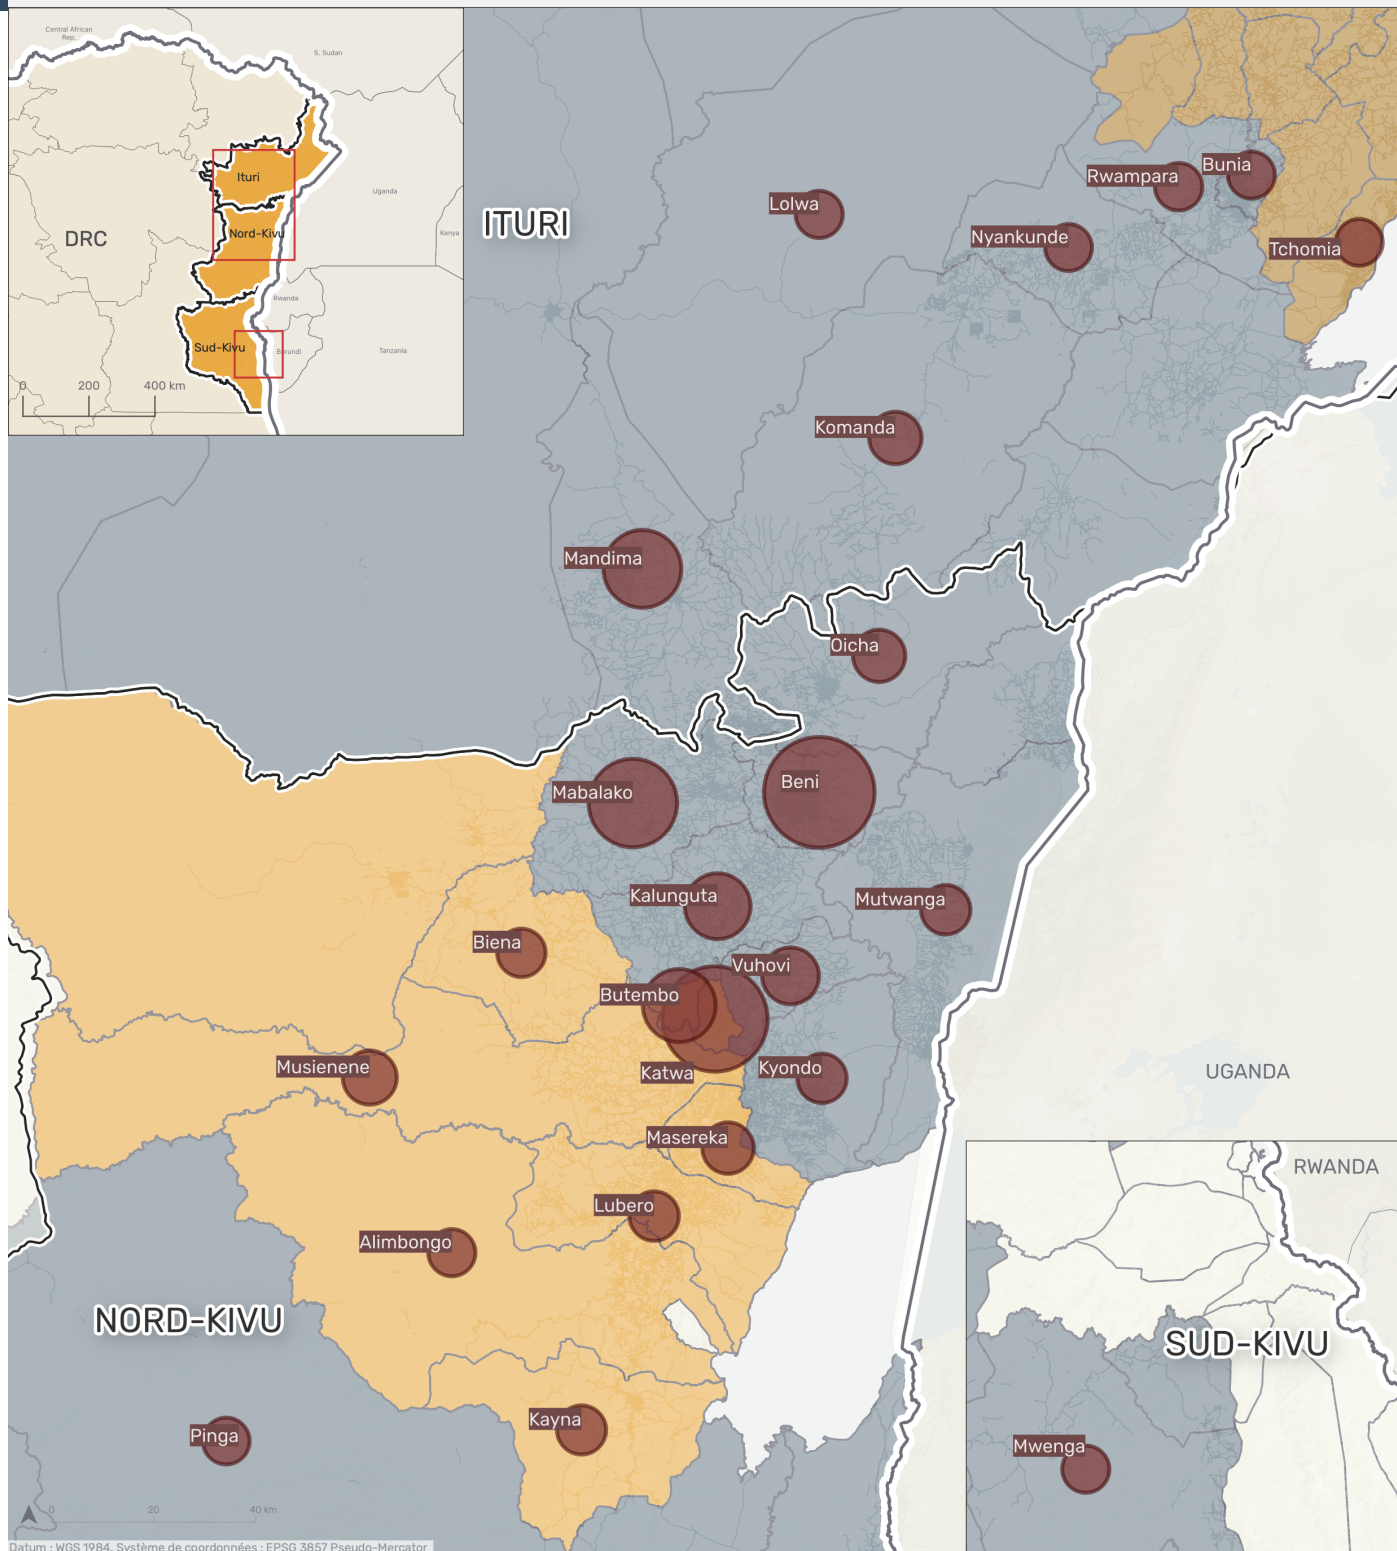 Central African
Rep.
S. Sudan
Ituri
Uganda
DRC
Nord-Kivu
Kenya
Rwanda
Sud-Kivu
Burundi
Tanzania
0 200 400 km
ITURI
Bunia
Rwampara
Lolwa
Nyankunde
Tchomia
Komanda
Mandima
Oicha
Beni
Mabalako
Kalunguta
Mutwanga
Biena
Vuhovi
Butembo
Musienene
Katwa
Kyondo
UGANDA
Masereka
RWANDA
Lubero
Alimbongo
NORD-KIVU
SUD-KIVU
Kayna
Pinga
Mwenga
0 20 40 km
Datum : WGS 1984, Système de coordonnées : EPSG 3857 Pseudo-Mercator